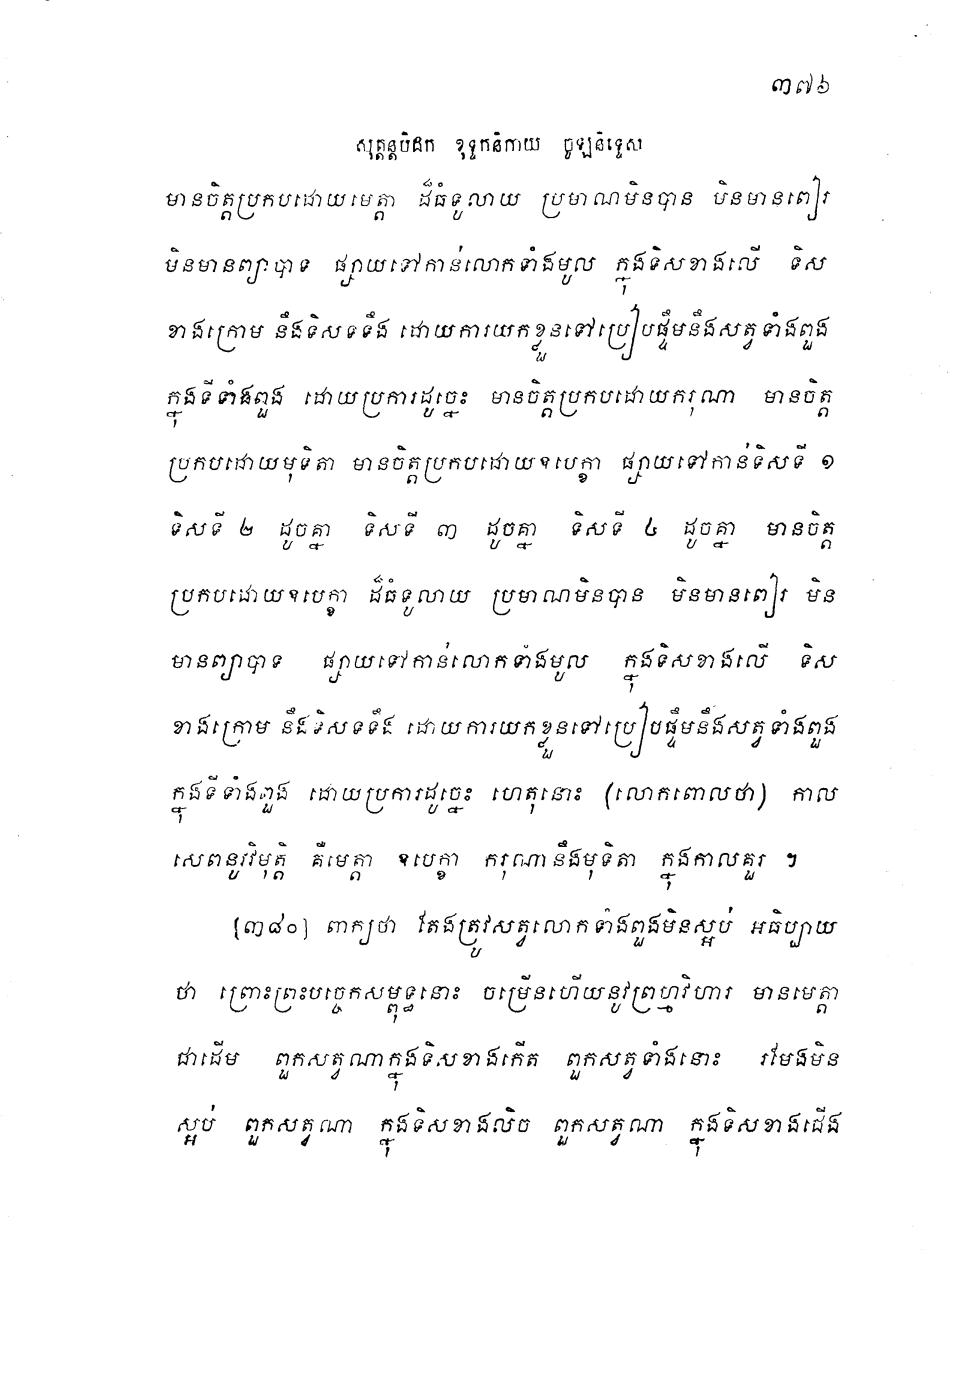 ៣៧៦
សុត្តន្តបិដក ខុទ្ទកនិកាយ ចូឡនិទ្ទេស
មានចិត្តប្រកបដោយមេត្តា ដ៏ធំទូលាយ ប្រមាណមិនបាន មិនមានពៀរ
មិនមានព្យាបាទ ផ្សាយទៅកាន់លោកទាំងមូល ក្នុងទិសខាងលើ ទិស
ខាងក្រោម នឹងទិសទទឹង ដោយការយកខ្លួនទៅប្រៀបផ្ទឹមនឹងសត្វទាំងពួង
ក្នុងទីទាំងពួង ដោយប្រការដូច្នេះ មានចិត្តប្រកបដោយករុណា មានចិត្ត
ប្រកបដោយមុទិតា មានចិត្តប្រកបដោយឧបេក្ខា ផ្សាយទៅកាន់ទិសទី ១
ទិសទី ២ ដូចគ្នា ទិសទី ៣ ដូចគ្នា ទិសទី ៤ ដូចគ្នា មានចិត្ត
ប្រកបដោយឧបេក្ខា ដ៏ធំទូលាយ ប្រមាណមិនបាន មិនមានពៀរ មិន
មានព្យាបាទ ផ្សាយទៅកាន់លោកទាំងមូល ក្នុងទិសខាងលើ ទិស
ខាងក្រោម នឹងទិសទទឹង ដោយការយកខ្លួនទៅប្រៀបផ្ទឹមនឹងសត្វទាំងពួង
ក្នុងទីទាំងពួង ដោយប្រការដូច្នេះ ហេតុនោះ (លោកពោលថា) កាល
សេពនូវវិមុត្តិ គឺមេត្តា ឧបេក្ខា ករុណានឹងមុទិតា ក្នុងកាលគួរ ។
[៣៨០] ពាក្យថា តែងត្រូវសត្វលោកទាំងពួងមិនស្អប់ អធិប្បាយ
ថា ព្រោះព្រះបច្ចេកសម្ពុទ្ធនោះ ចម្រើនហើយនូវព្រហ្មវិហារ មានមេត្តា
ជាដើម ពួកសត្វណាក្នុងទិសខាងកើត ពួកសត្វទាំងនោះ រមែងមិន
ស្អប់ ពួកសត្វណា ក្នុងទិសខាងលិច ពួកសត្វណា ក្នុងទិសខាងជើង